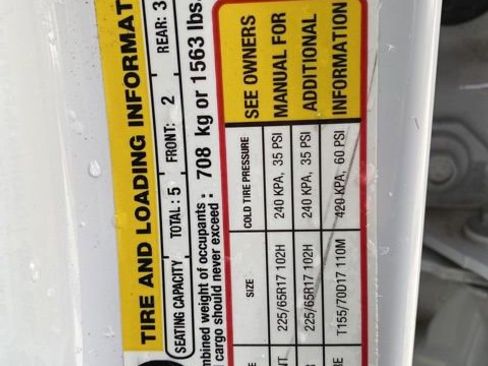 TIRE AND LOADING INFORMAT
SEATING CAPACITY TOTAL : 5 FRONT: 2 REAR: 3
mbined weight of occupants : 708 kg or 1563 lbs.
cargo should never exceed :
SIZE COLD TIRE PRESSURE SEE OWNERS
225/65R17 102H 240 KPA, 35 PSI MANUAL FOR
225/65R17 102H 240 KPA, 35 PSI ADDITIONAL
T155/70D17 110M 420 KPA, 60 PSI INFORMATION